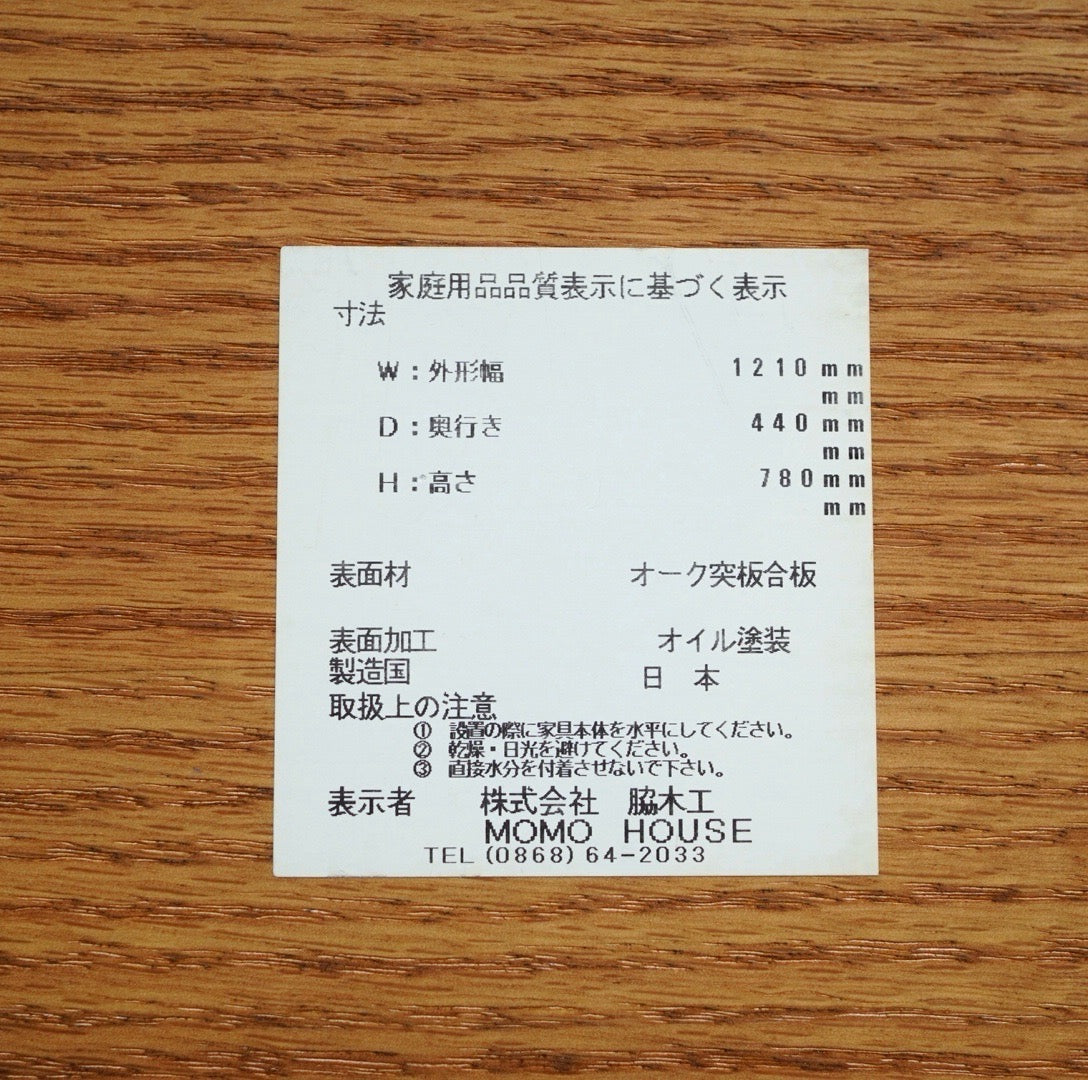 家庭用品品質表示に基づく表示
寸法
W：外形幅 1210mm
mm
D：奥行き 440mm
mm
H：高さ 780mm
mm
表面材 オーク突板合板
表面加工 オイル塗装
製造国 日本
取扱上の注意
① 設置の際に家具本体を水平にしてください。
② 乾燥・日光を避けてください。
③ 直接水分を付着させないで下さい。
表示者 株式会社 脇木工
MOMO HOUSE
TEL (0868) 64-2033